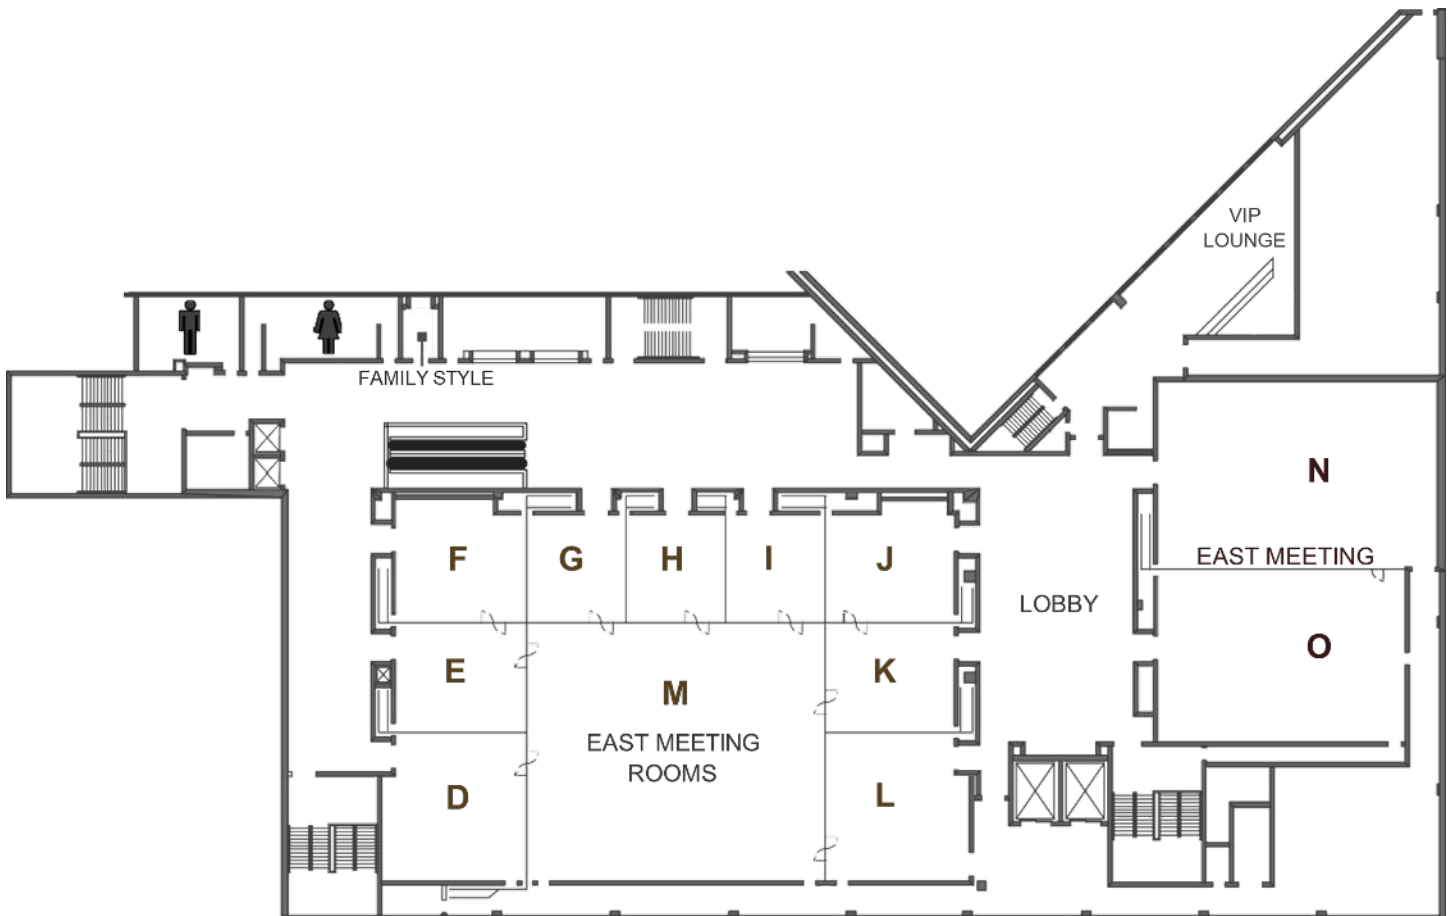 VIP
LOUNGE
FAMILY STYLE
N
EAST MEETING
F
G
H
I
J
LOBBY
O
E
K
M
EAST MEETING
ROOMS
D
L